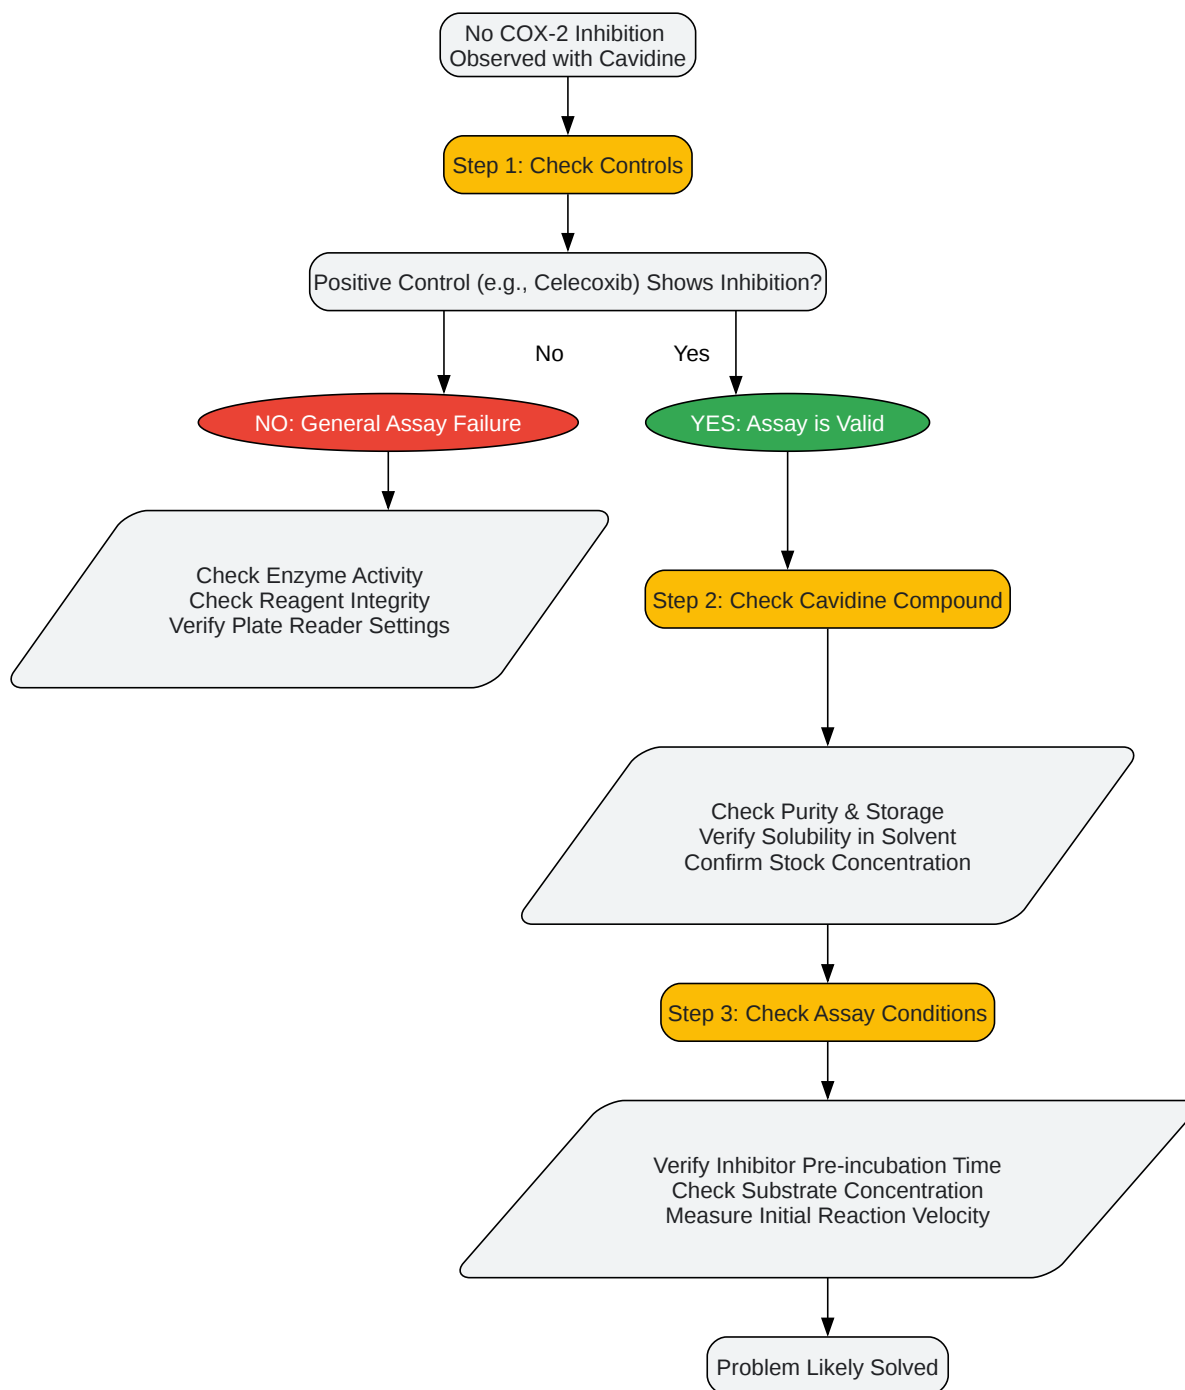 No COX-2 Inhibition
Observed with Cavidine
Step 1: Check Controls
Positive Control (e.g., Celecoxib) Shows Inhibition?
No
Yes
NO: General Assay Failure
YES: Assay is Valid
Check Enzyme Activity
Check Reagent Integrity
Verify Plate Reader Settings
Step 2: Check Cavidine Compound
Check Purity & Storage
Verify Solubility in Solvent
Confirm Stock Concentration
Step 3: Check Assay Conditions
Verify Inhibitor Pre-incubation Time
Check Substrate Concentration
Measure Initial Reaction Velocity
Problem Likely Solved